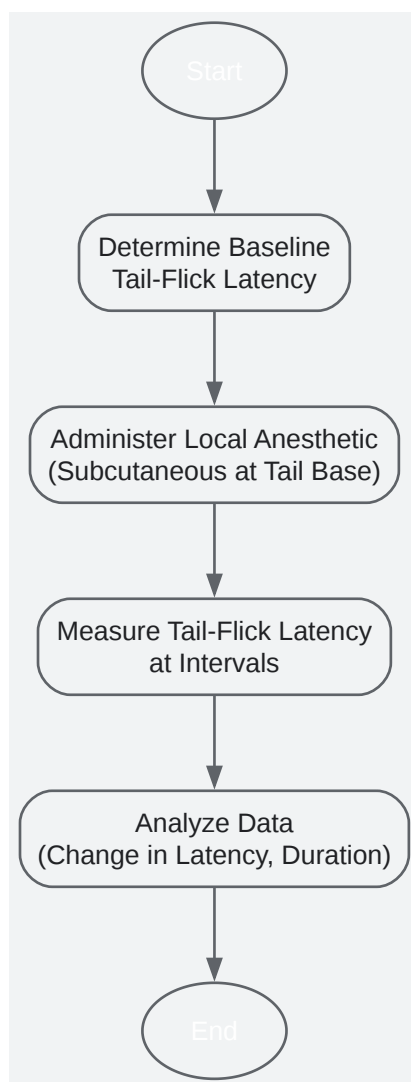 Start
Determine Baseline
Tail-Flick Latency
Administer Local Anesthetic
(Subcutaneous at Tail Base)
Measure Tail-Flick Latency
at Intervals
Analyze Data
(Change in Latency, Duration)
End